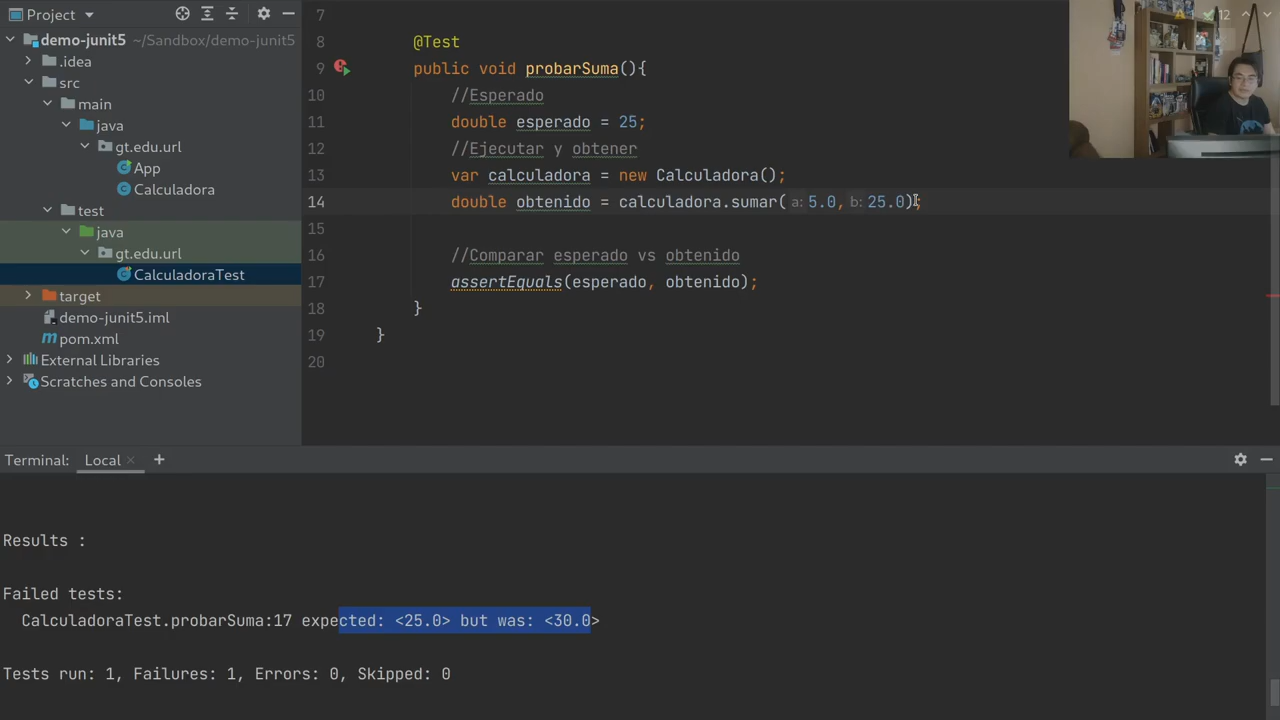 Project
demo-junit5 ~/Sandbox/demo-junit5
.idea
src
main
java
gt.edu.url
App
Calculadora
test
java
gt.edu.url
CalculadoraTest
target
demo-junit5.iml
pom.xml
External Libraries
Scratches and Consoles
1 12
7
8 @Test
9 public void probarSuma(){
10 //Esperado
11 double esperado = 25;
12 //Ejecutar y obtener
13 var calculadora = new Calculadora();
14 double obtenido = calculadora.sumar( a: 5.0, b: 25.0);
15
16 //Comparar esperado vs obtenido
17 assertEquals(esperado, obtenido);
18 }
19 }
20
Terminal: Local
Results :
Failed tests:
CalculadoraTest.probarSuma:17 expected: <25.0> but was: <30.0>
Tests run: 1, Failures: 1, Errors: 0, Skipped: 0